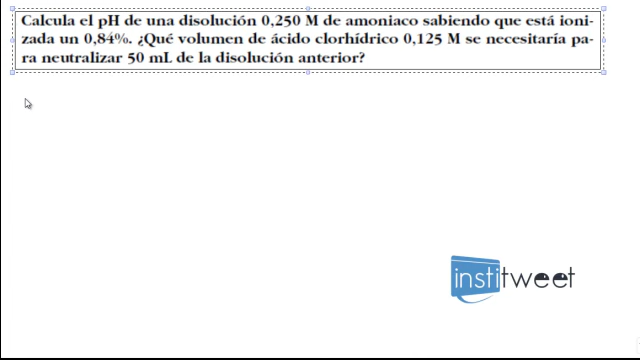 Calcula el pH de una disolución 0,250 M de amoniaco sabiendo que está ioni-
zada un 0,84%. ¿Qué volumen de ácido clorhídrico 0,125 M se necesitaría pa-
ra neutralizar 50 mL de la disolución anterior?
institweet